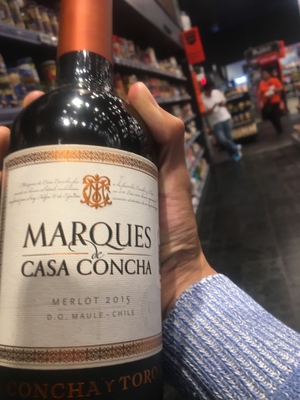 MARQUES
de
CASA CONCHA
MERLOT 2015
D.O. MAULE - CHILE
CONCHA Y TORO